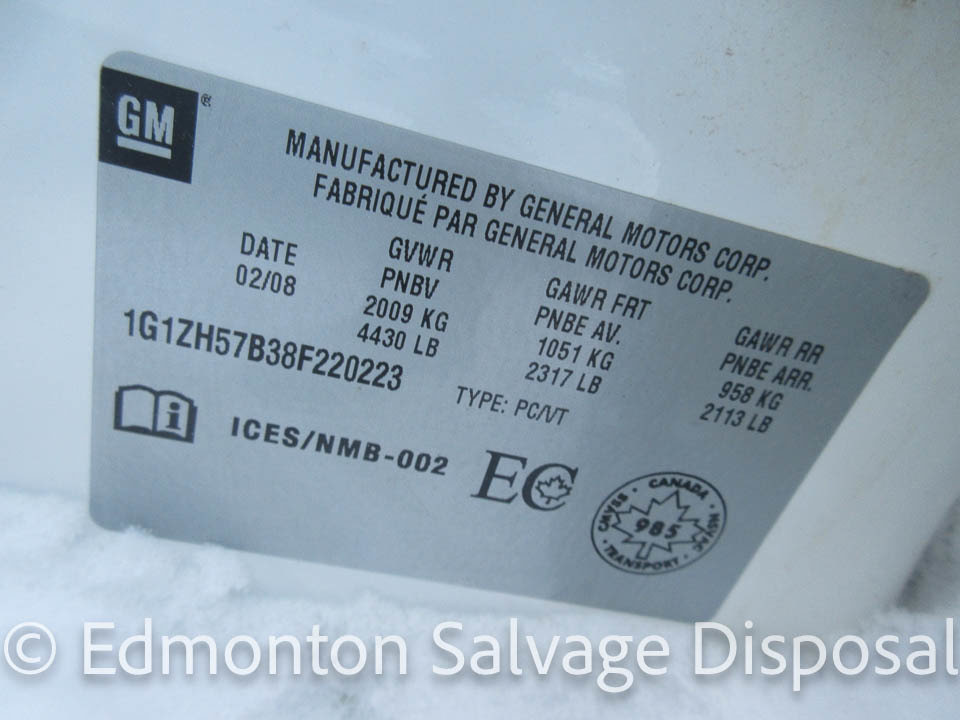 GM®
MANUFACTURED BY GENERAL MOTORS CORP.
FABRIQUÉ PAR GENERAL MOTORS CORP.
DATE
02/08
GVWR
PNBV
2009 KG
4430 LB
GAWR FRT
PNBE AV.
1051 KG
2317 LB
GAWR RR
PNBE ARR.
958 KG
2113 LB
1G1ZH57B38F220223
TYPE: PC/VT
i
ICES/NMB-002
EC
CANADA
CMVSS
NSVAC
985
TRANSPORT
© Edmonton Salvage Disposal